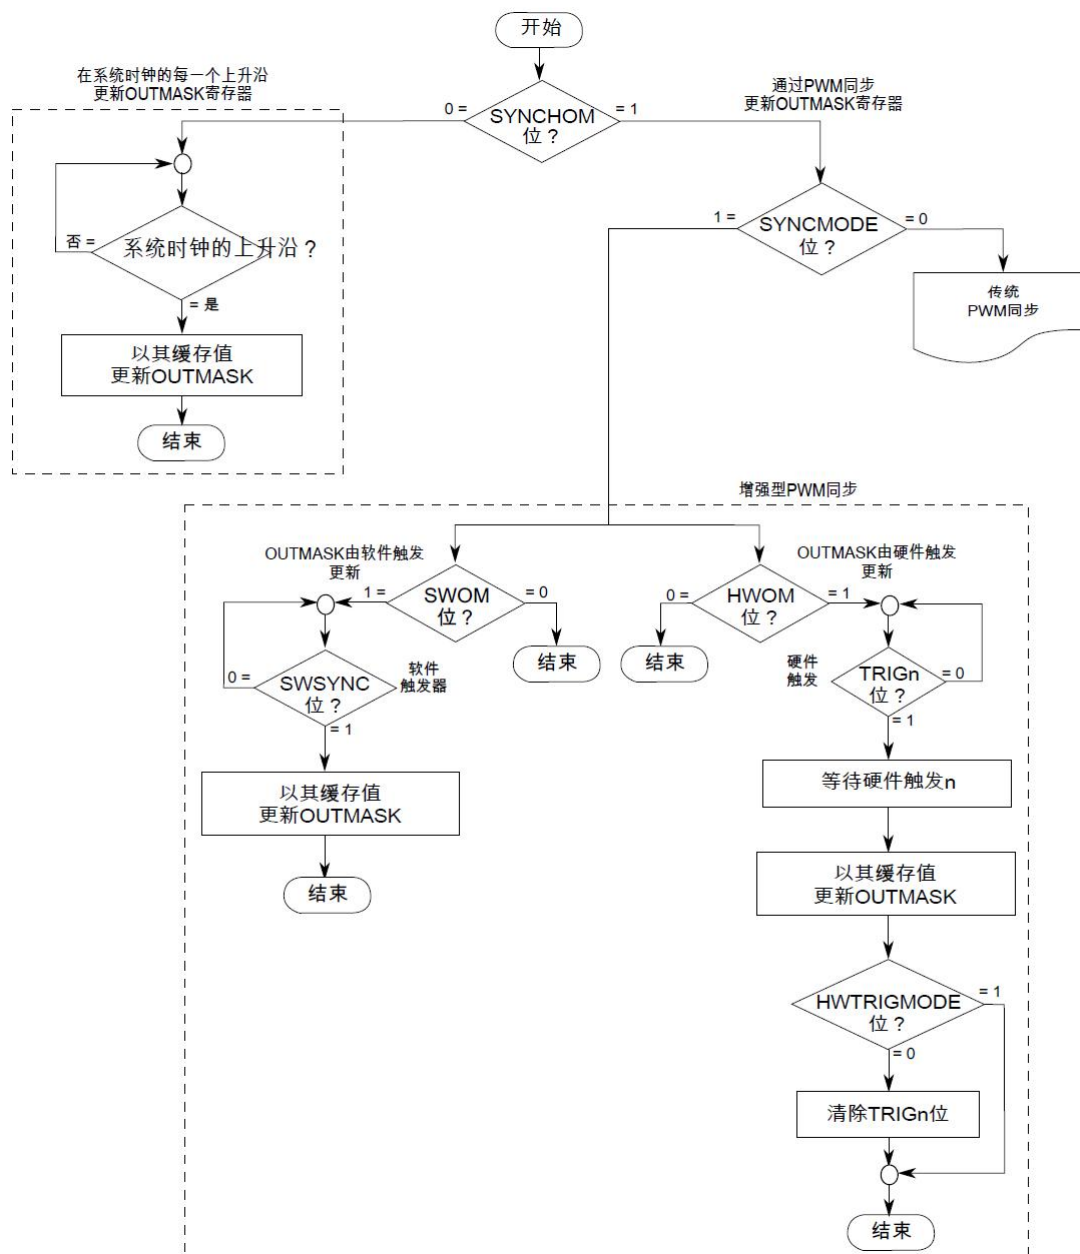 开始
在系统时钟的每一个上升沿
更新OUTMASK寄存器
通过PWM同步
更新OUTMASK寄存器
0 =
SYNCHOM
位？
= 1
1 =
SYNCMODE
位？
= 0
否 =
系统时钟的上升沿？
= 是
传统
PWM同步
以其缓存值
更新OUTMASK
结束
增强型PWM同步
OUTMASK由软件触发
更新
OUTMASK由硬件触发
更新
1 =
SWOM
位？
= 0
0 =
HWOM
位？
= 1
结束
结束
0 =
SWSYNC
位？
软件
触发器
= 1
硬件
触发
TRIGn
位？
= 0
= 1
以其缓存值
更新OUTMASK
等待硬件触发n
结束
以其缓存值
更新OUTMASK
HWTRIGMODE
位？
= 1
= 0
清除TRIGn位
结束